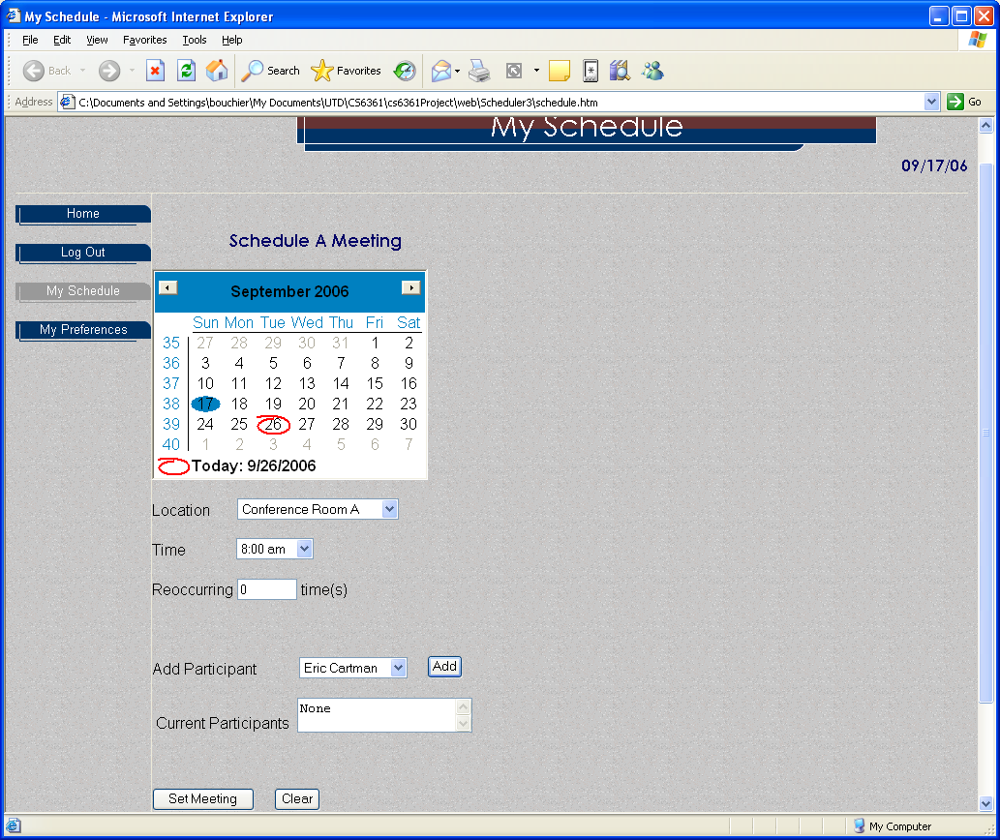 My Schedule - Microsoft Internet Explorer
File Edit View Favorites Tools Help
Back Search Favorites
Address C:\Documents and Settings\bouchier\My Documents\UTD\CS6361\cs6361Project\web\Scheduler3\schedule.htm Go
My Schedule
09/17/06
Home
Log Out
My Schedule
My Preferences
Schedule A Meeting
September 2006
Sun Mon Tue Wed Thu Fri Sat
35 27 28 29 30 31 1 2
36 3 4 5 6 7 8 9
37 10 11 12 13 14 15 16
38 17 18 19 20 21 22 23
39 24 25 26 27 28 29 30
40 1 2 3 4 5 6 7
Today: 9/26/2006
Location Conference Room A
Time 8:00 am
Reoccurring 0 time(s)
Add Participant Eric Cartman Add
Current Participants None
Set Meeting Clear
My Computer